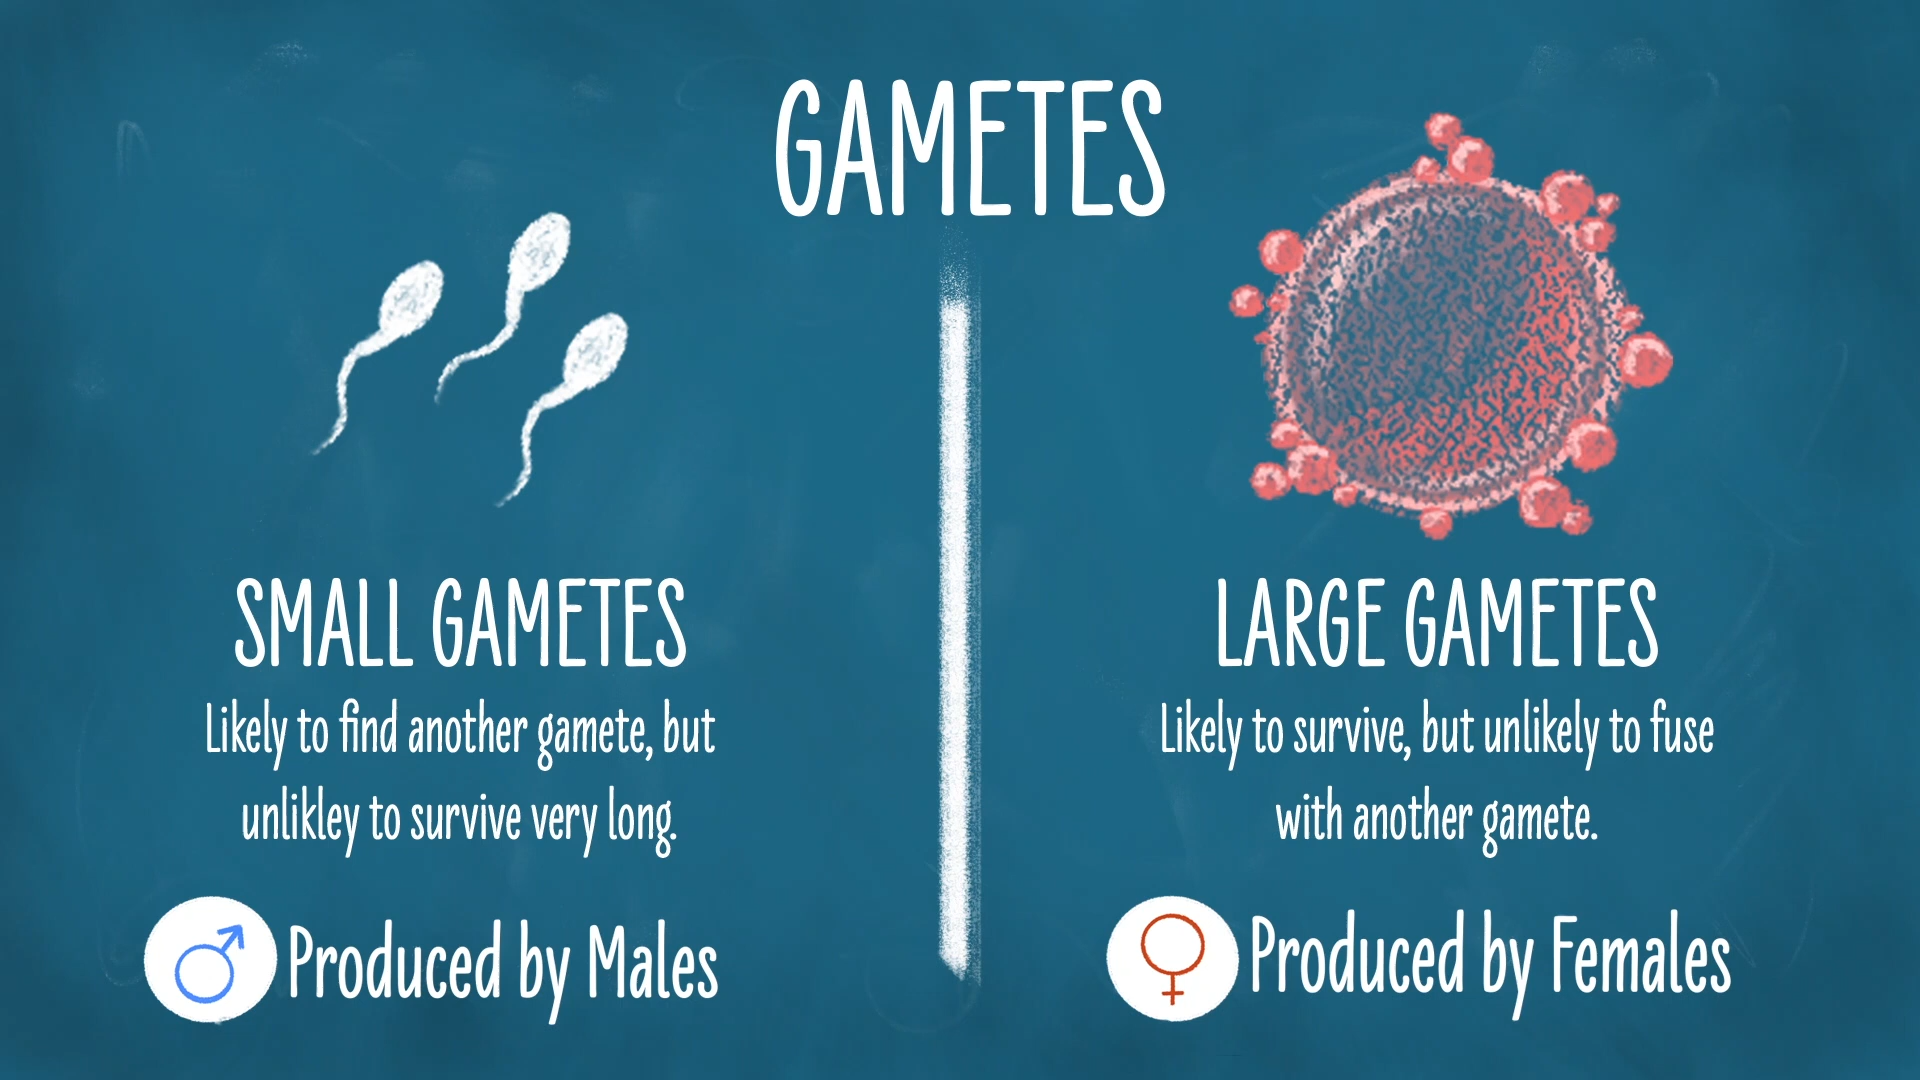 GAMETES
SMALL GAMETES
Likely to find another gamete, but
unlikley to survive very long.
Produced by Males
LARGE GAMETES
Likely to survive, but unlikely to fuse
with another gamete.
Produced by Females